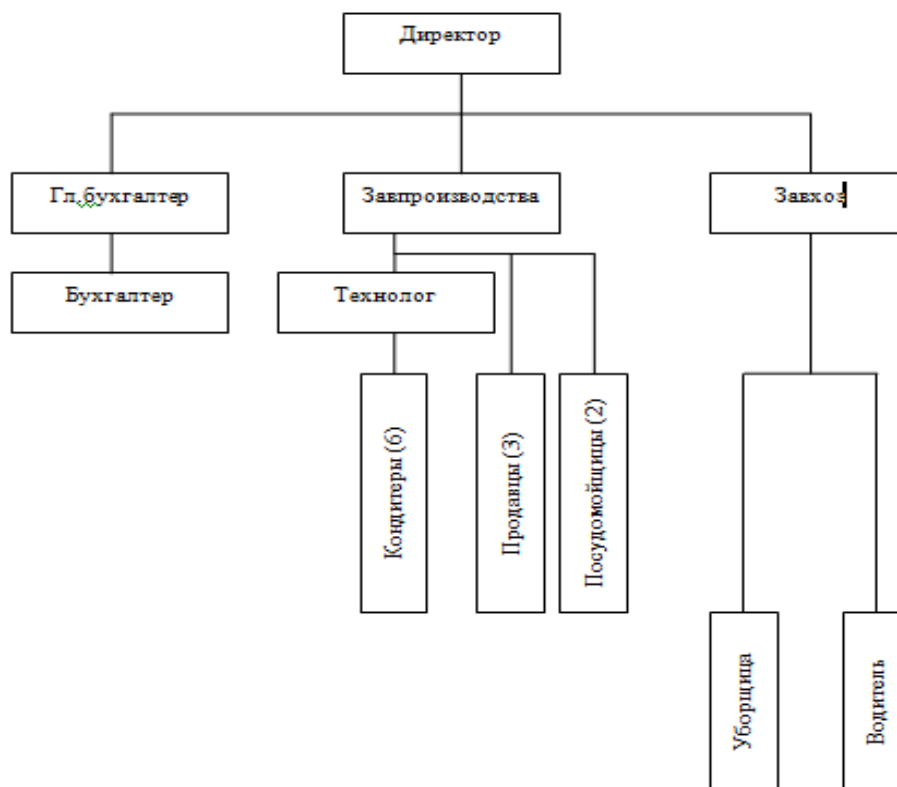 Директор
Гл.бухгалтер
Завпроизводства
Завхоз
Бухгалтер
Технолог
Кондитеры (6)
Продавцы (3)
Посудомойщицы (2)
Уборщица
Водитель